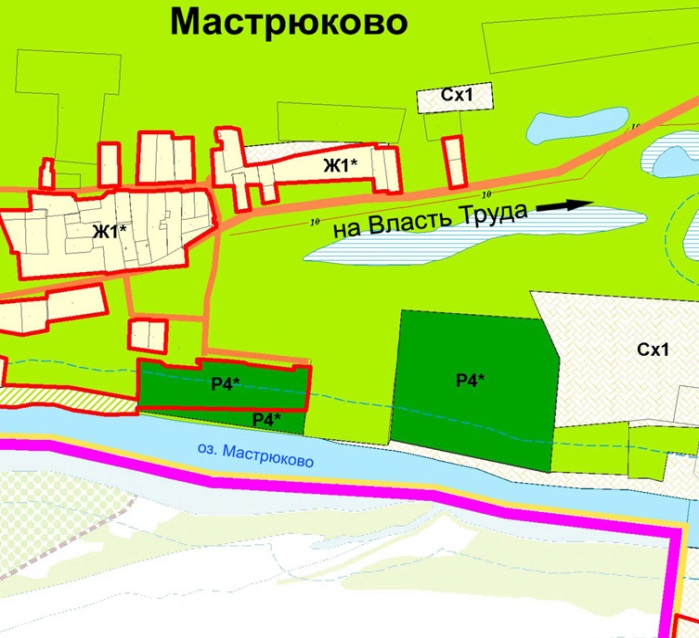 Мастрюково
Сх1
10
Ж1*
10
на Власть Труда
10
Ж1*
Сх1
Р4*
Р4*
Р4*
оз. Мастрюково